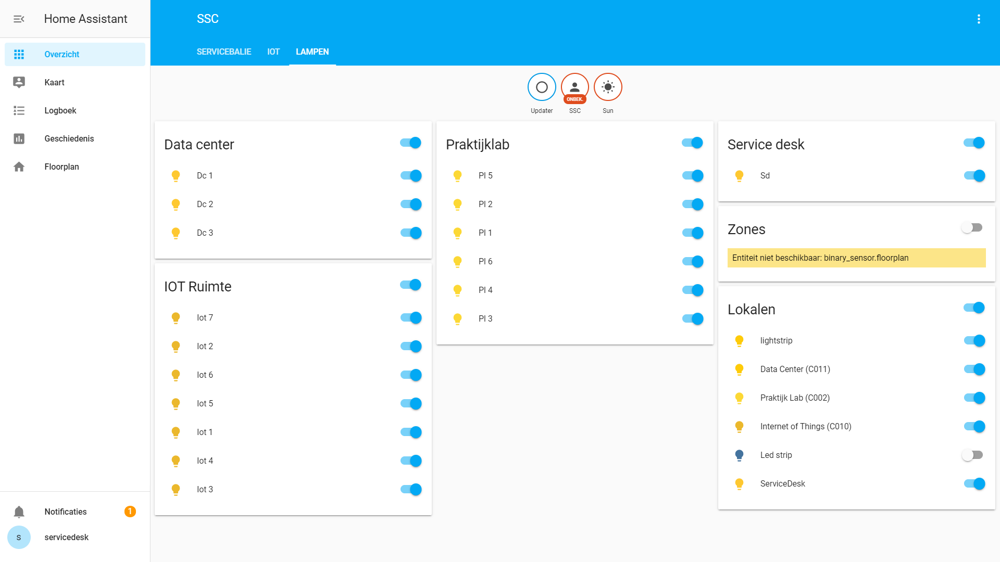 Home Assistant
Overzicht
Kaart
Logboek
Geschiedenis
Floorplan
Notificaties
1
S
servicedesk
SSC
SERVICEBALIE
IOT
LAMPEN
Updater
ONBEK.
SSC
Sun
Data center
Dc 1
Dc 2
Dc 3
IOT Ruimte
Iot 7
Iot 2
Iot 6
Iot 5
Iot 1
Iot 4
Iot 3
Praktijklab
Pl 5
Pl 2
Pl 1
Pl 6
Pl 4
Pl 3
Service desk
Sd
Zones
Entiteit niet beschikbaar: binary_sensor.floorplan
Lokalen
lightstrip
Data Center (C011)
Praktijk Lab (C002)
Internet of Things (C010)
Led strip
ServiceDesk